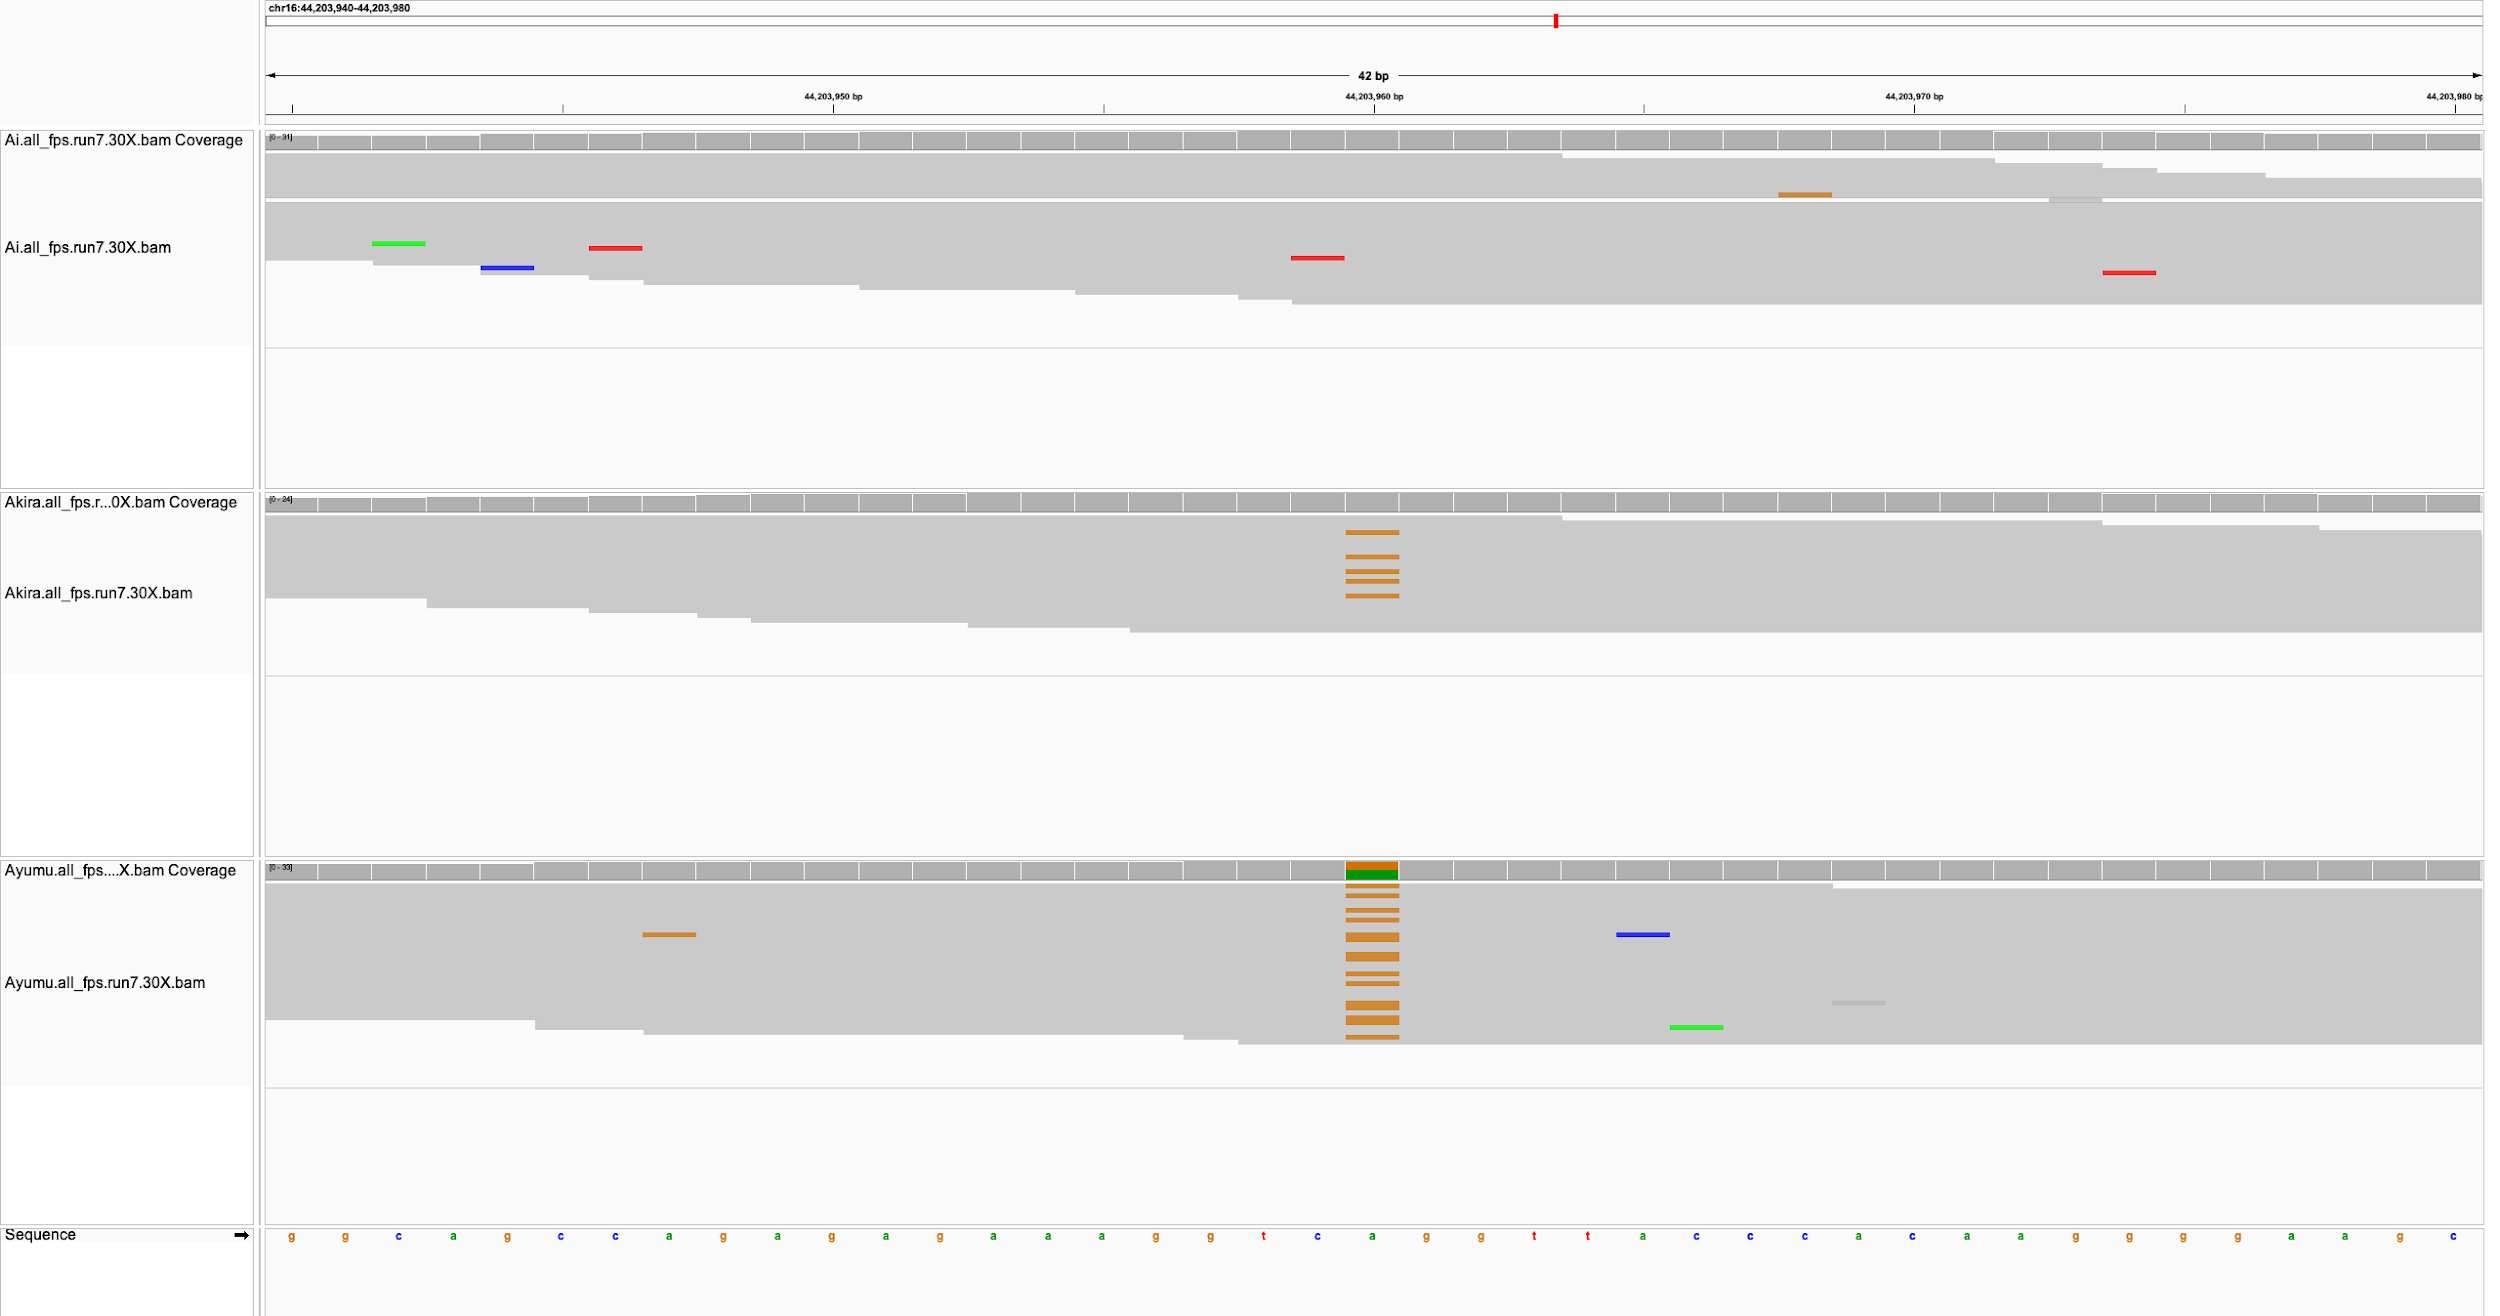 chr16:44,203,940-44,203,980
42 bp
44,203,950 bp 44,203,960 bp 44,203,970 bp 44,203,980 bp
Ai.all_fps.run7.30X.bam Coverage [0 - 31]
Ai.all_fps.run7.30X.bam
Akira.all_fps.r...0X.bam Coverage [0 - 24]
Akira.all_fps.run7.30X.bam
Ayumu.all_fps....X.bam Coverage [0 - 33]
Ayumu.all_fps.run7.30X.bam
Sequence g g c a g c c a g a g a g a a a g g t c a g g t t a c c c a c a a g g g g a a g c